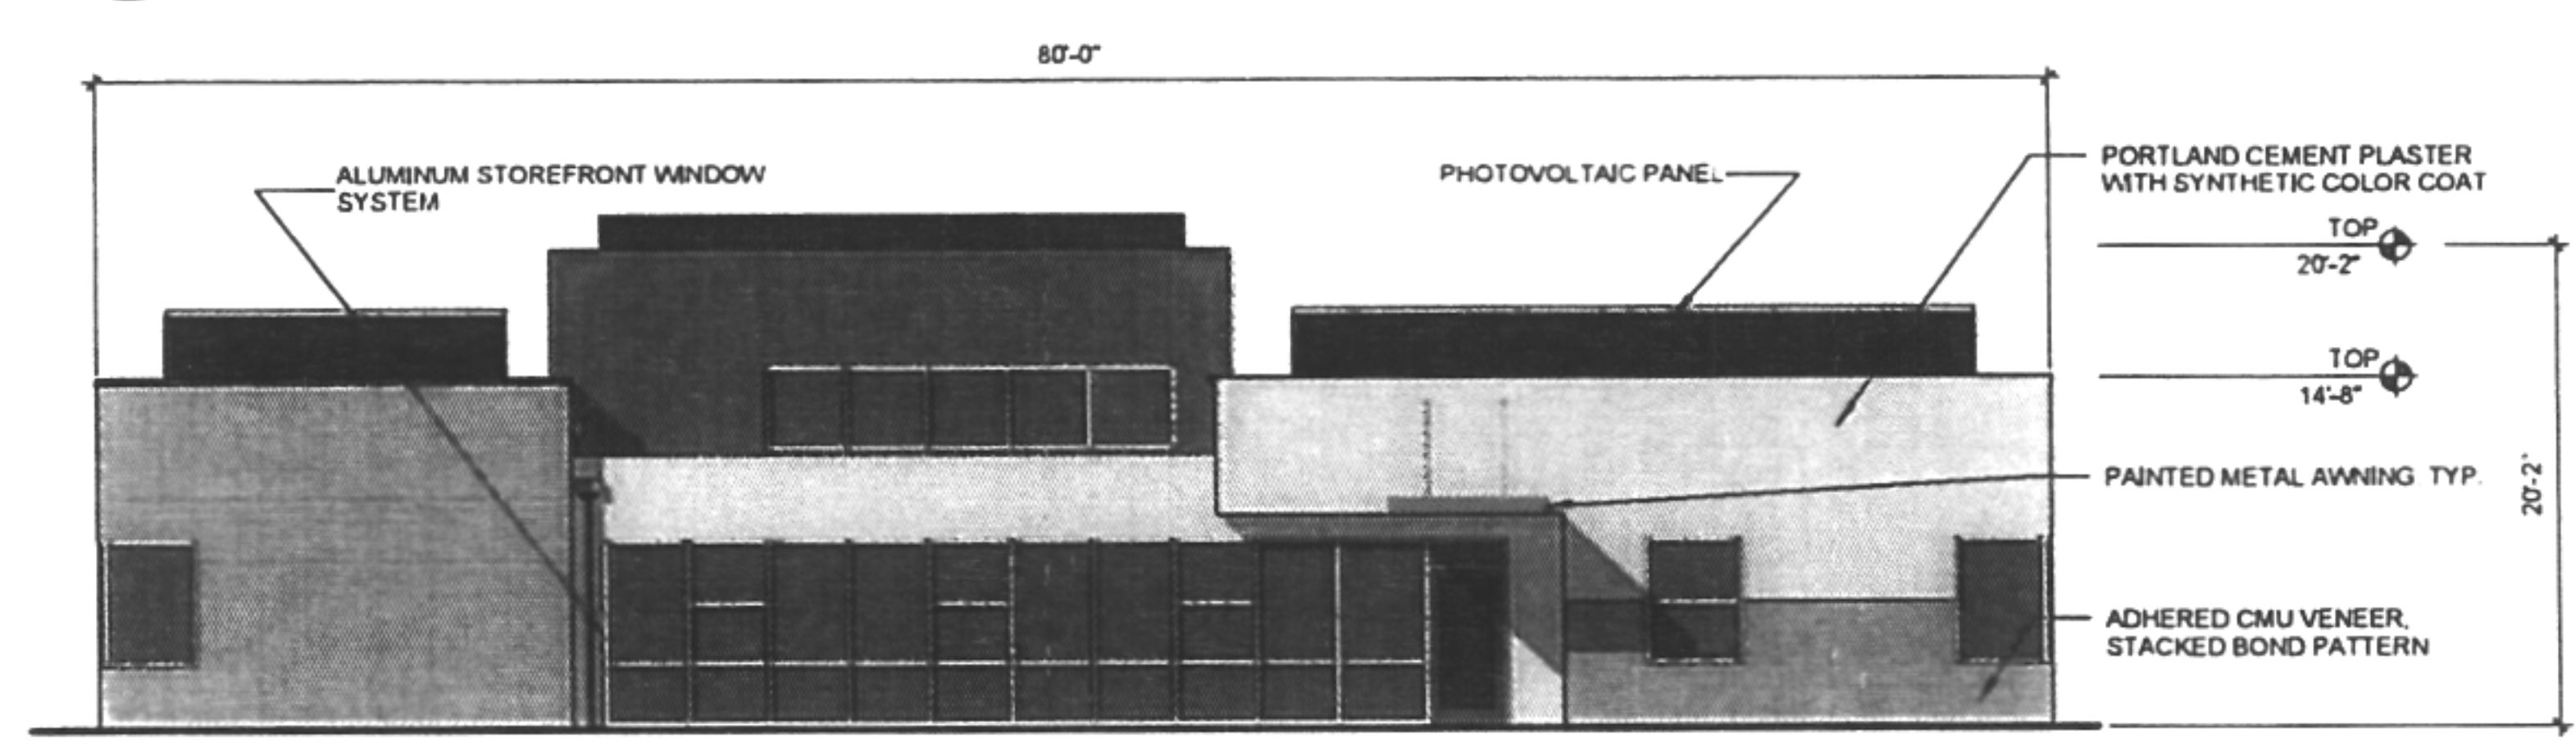 80'-0"
ALUMINUM STOREFRONT WINDOW
SYSTEM
PHOTOVOLTAIC PANEL
PORTLAND CEMENT PLASTER
WITH SYNTHETIC COLOR COAT
TOP
20'-2"
TOP
14'-8"
PAINTED METAL AWNING TYP.
20'-2"
ADHERED CMU VENEER,
STACKED BOND PATTERN